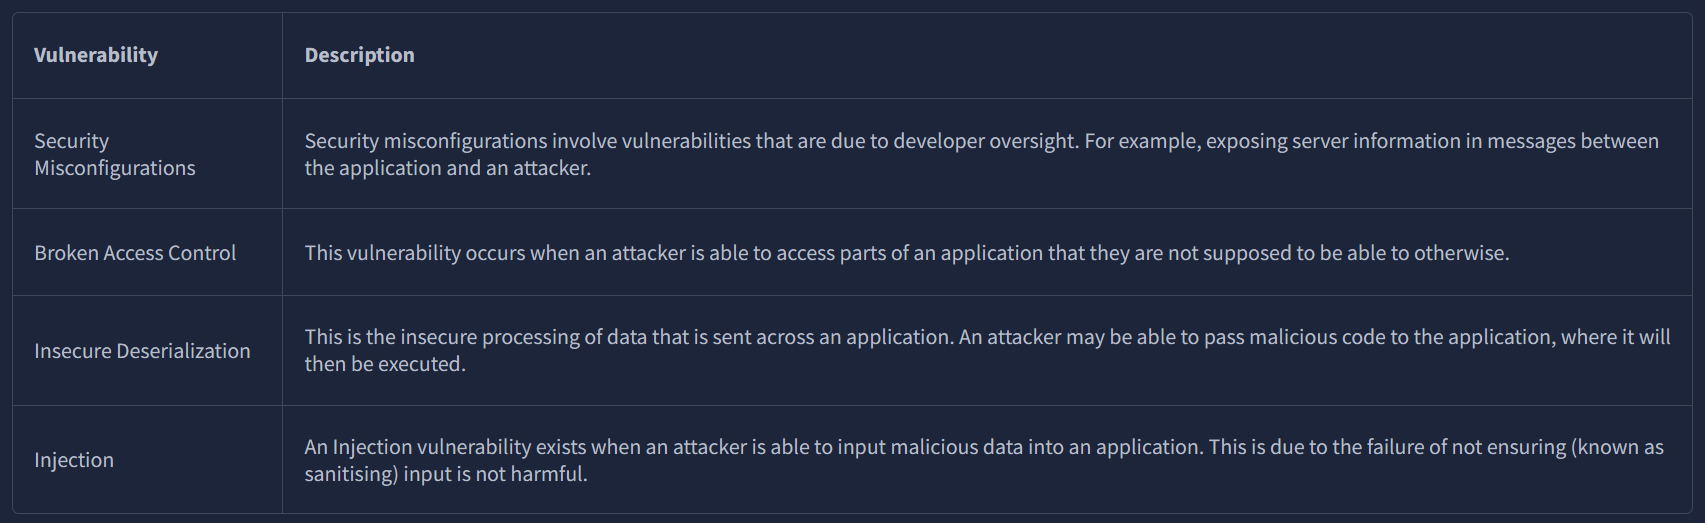 Vulnerability
Description
Security
Misconfigurations
Security misconfigurations involve vulnerabilities that are due to developer oversight. For example, exposing server information in messages between
the application and an attacker.
Broken Access Control
This vulnerability occurs when an attacker is able to access parts of an application that they are not supposed to be able to otherwise.
Insecure Deserialization
This is the insecure processing of data that is sent across an application. An attacker may be able to pass malicious code to the application, where it will
then be executed.
Injection
An Injection vulnerability exists when an attacker is able to input malicious data into an application. This is due to the failure of not ensuring (known as
sanitising) input is not harmful.